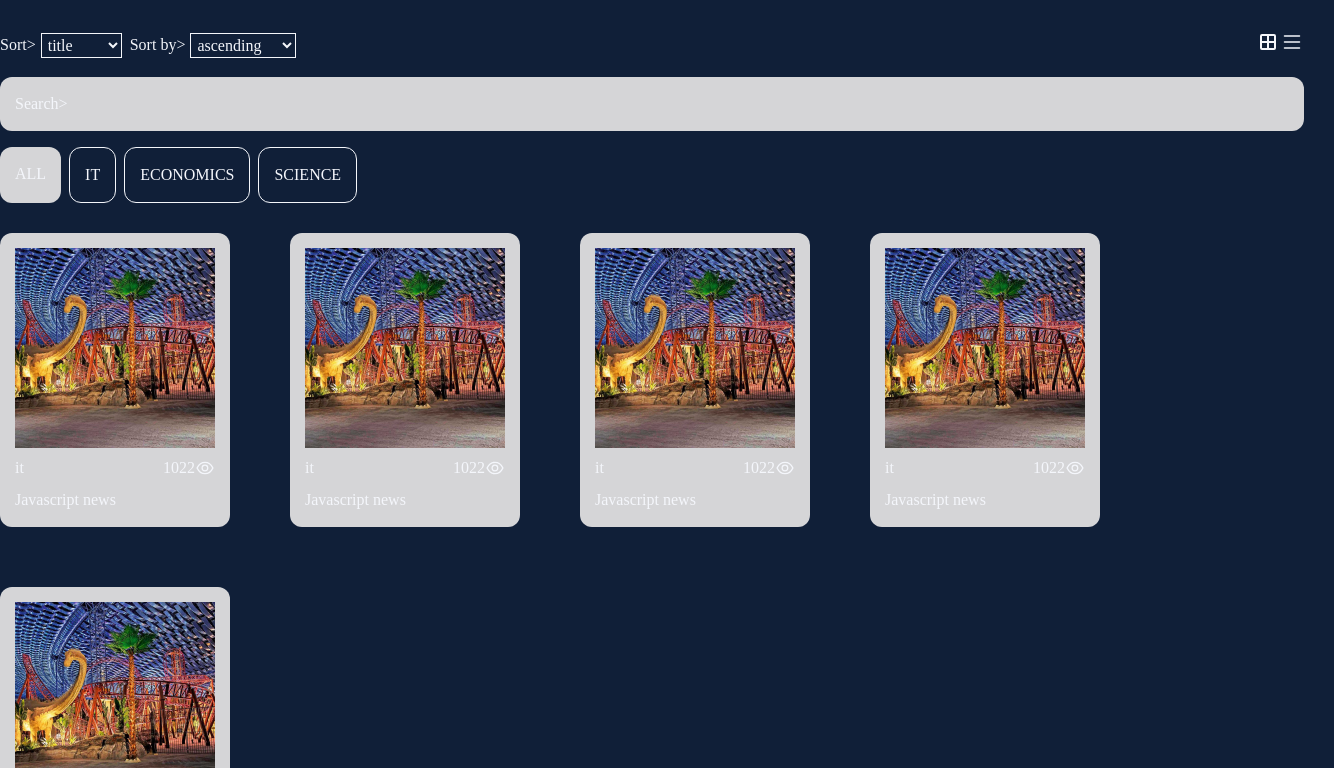 Sort> title Sort by> ascending
Search>
ALL IT ECONOMICS SCIENCE
it 1022 it 1022 it 1022 it 1022
Javascript news Javascript news Javascript news Javascript news